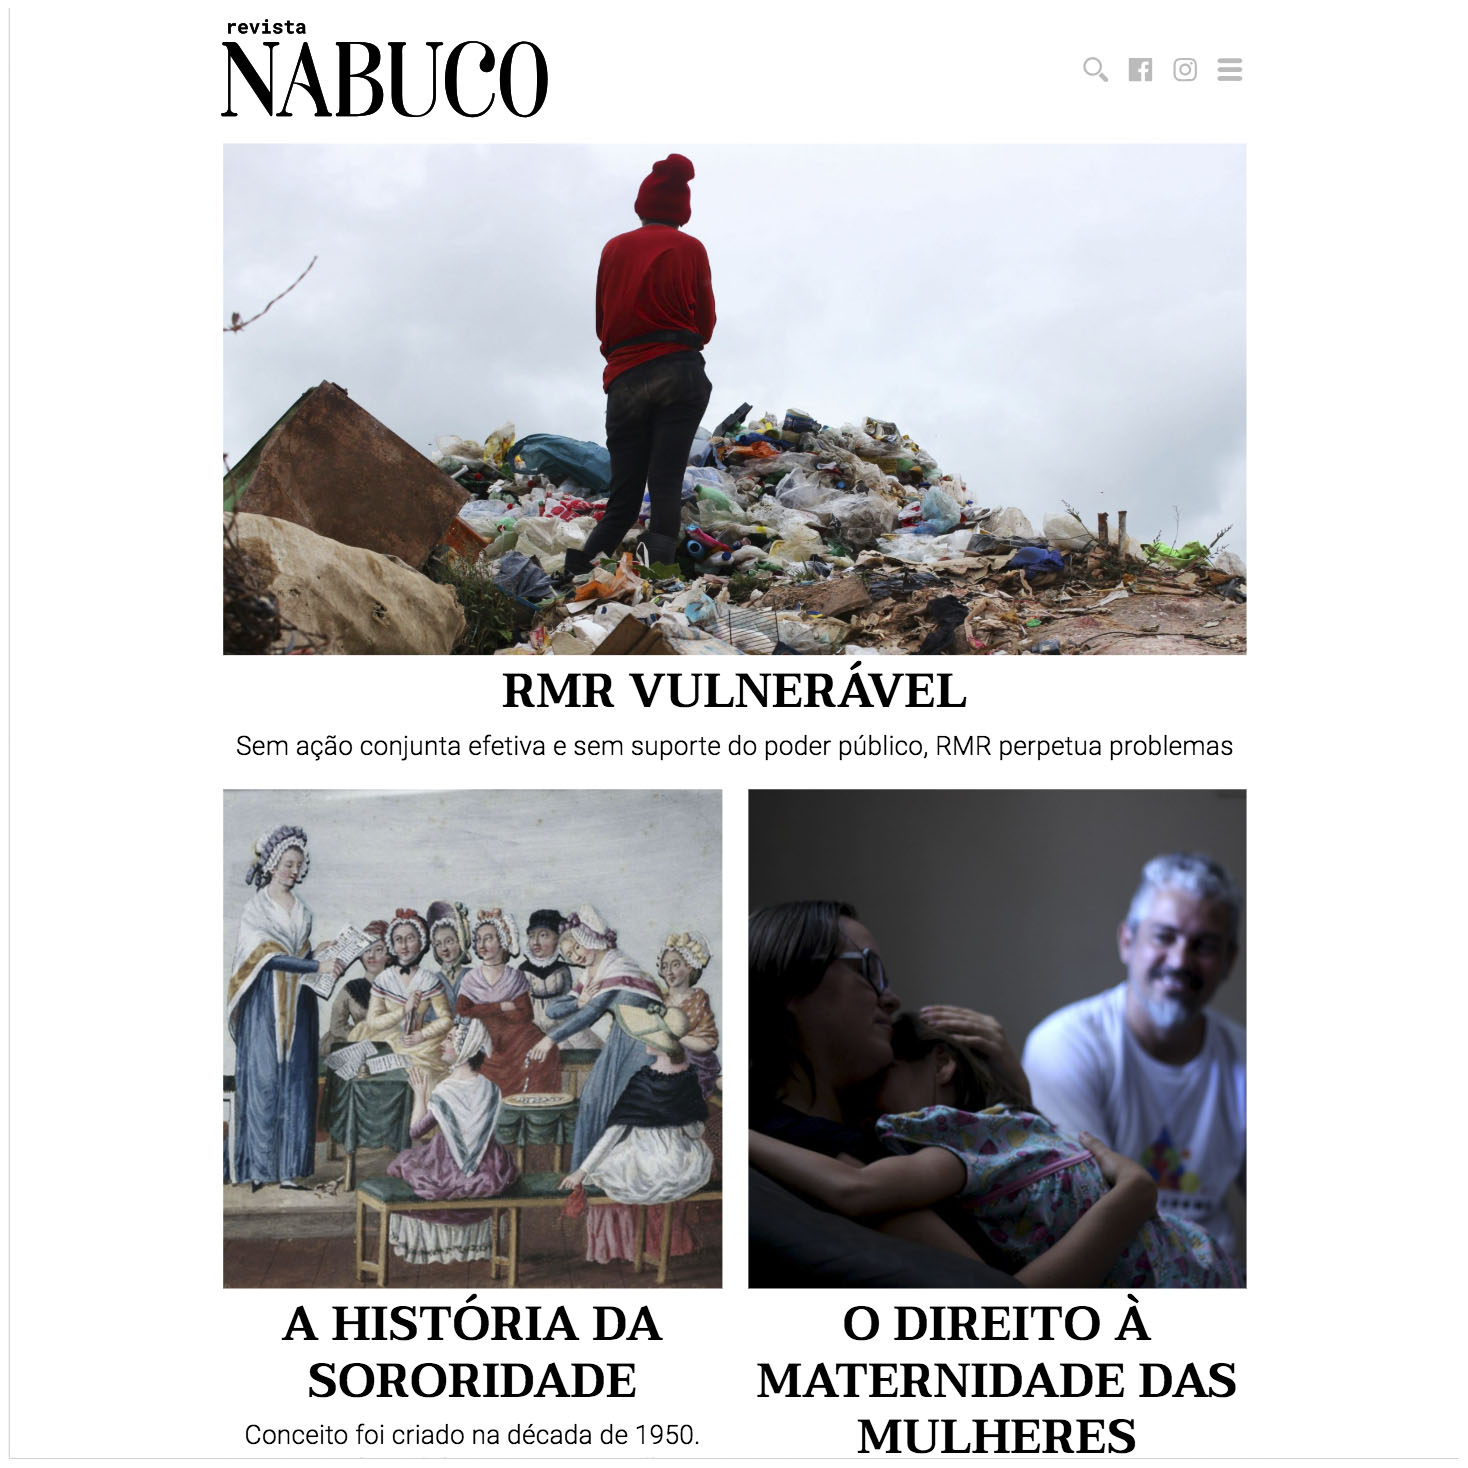 revista
NABUCO
RMR VULNERÁVEL
Sem ação conjunta efetiva e sem suporte do poder público, RMR perpetua problemas
A HISTÓRIA DA
SORORIDADE
Conceito foi criado na década de 1950.
O DIREITO À
MATERNIDADE DAS
MULHERES